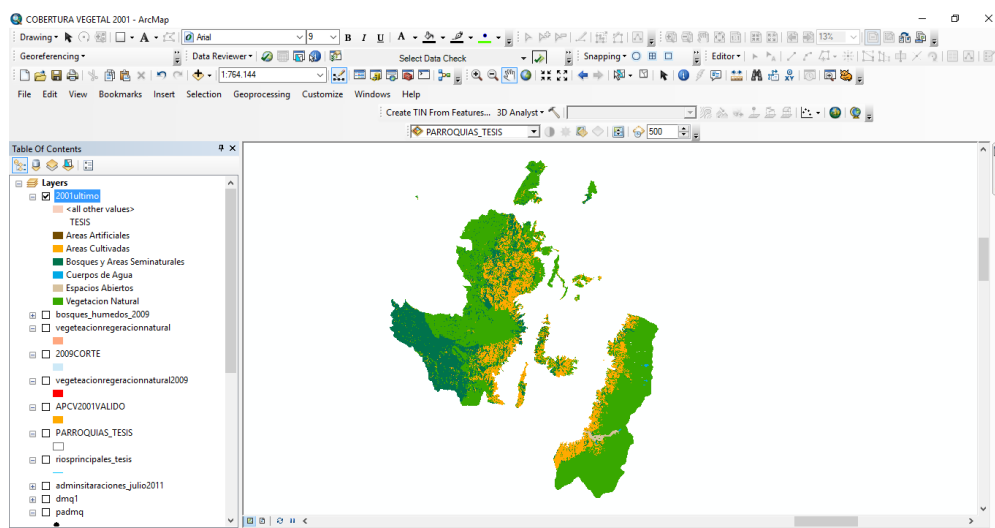 COBERTURA VEGETAL 2001 - ArcMap
Drawing Arial 9 B I U A 13%
Georeferencing Data Reviewer Select Data Check Snapping Editor
1:764.144
File Edit View Bookmarks Insert Selection Geoprocessing Customize Windows Help
Create TIN From Features... 3D Analyst
PARROQUIAS_TESIS 500
Table Of Contents
Layers
2001ultimo
<all other values>
TESIS
Areas Artificiales
Areas Cultivadas
Bosques y Areas Seminaturales
Cuerpos de Agua
Espacios Abiertos
Vegetacion Natural
bosques_humedos_2009
vegeteacionregeracionnatural
2009CORTE
vegeteacionregeracionnatural2009
APCV2001VALIDO
PARROQUIAS_TESIS
riosprincipales_tesis
adminsitaraciones_julio2011
dmq1
padmq